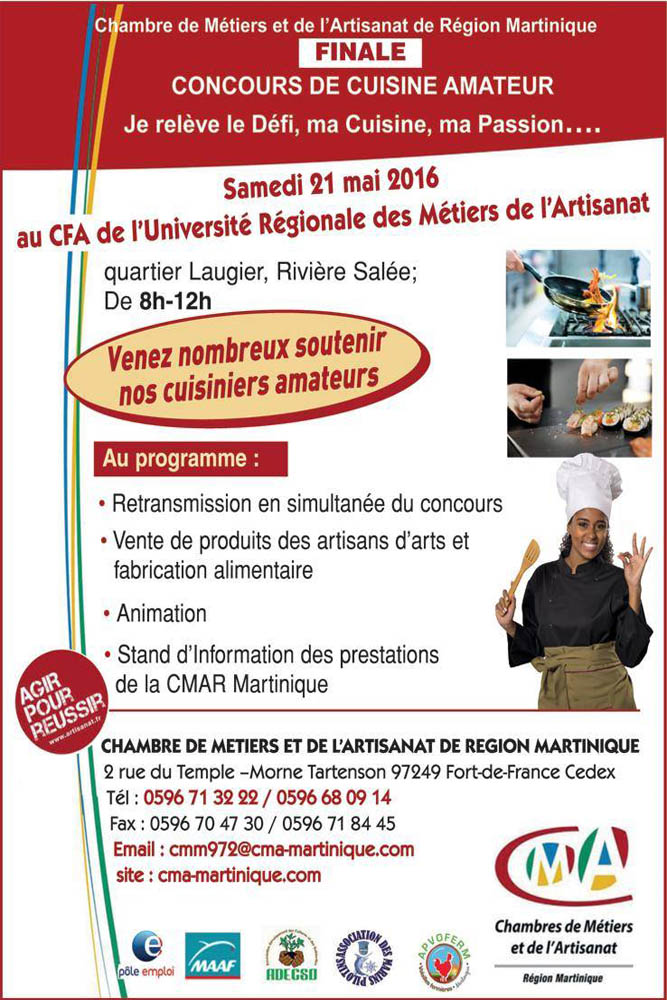 Chambre de Métiers et de l'Artisanat de Région Martinique
FINALE
CONCOURS DE CUISINE AMATEUR
Je relève le Défi, ma Cuisine, ma Passion....
Samedi 21 mai 2016
au CFA de l'Université Régionale des Métiers de l'Artisanat
quartier Laugier, Rivière Salée;
De 8h-12h
Venez nombreux soutenir
nos cuisiniers amateurs
Au programme :
• Retransmission en simultanée du concours
• Vente de produits des artisans d'arts et
fabrication alimentaire
• Animation
• Stand d'Information des prestations
de la CMAR Martinique
AGIR
POUR
REUSSIR
www.artisanat.fr
CHAMBRE DE METIERS ET DE L'ARTISANAT DE REGION MARTINIQUE
2 rue du Temple –Morne Tartenson 97249 Fort-de-France Cedex
Tél : 0596 71 32 22 / 0596 68 09 14
Fax : 0596 70 47 30 / 0596 71 84 45
Email : cmm972@cma-martinique.com
site : cma-martinique.com
CMA
Chambres de Métiers
et de l'Artisanat
Région Martinique
pôle emploi
MAAF
ADECSD
ASSOCIATION DES MARINS PILOTINS
APVOFERM